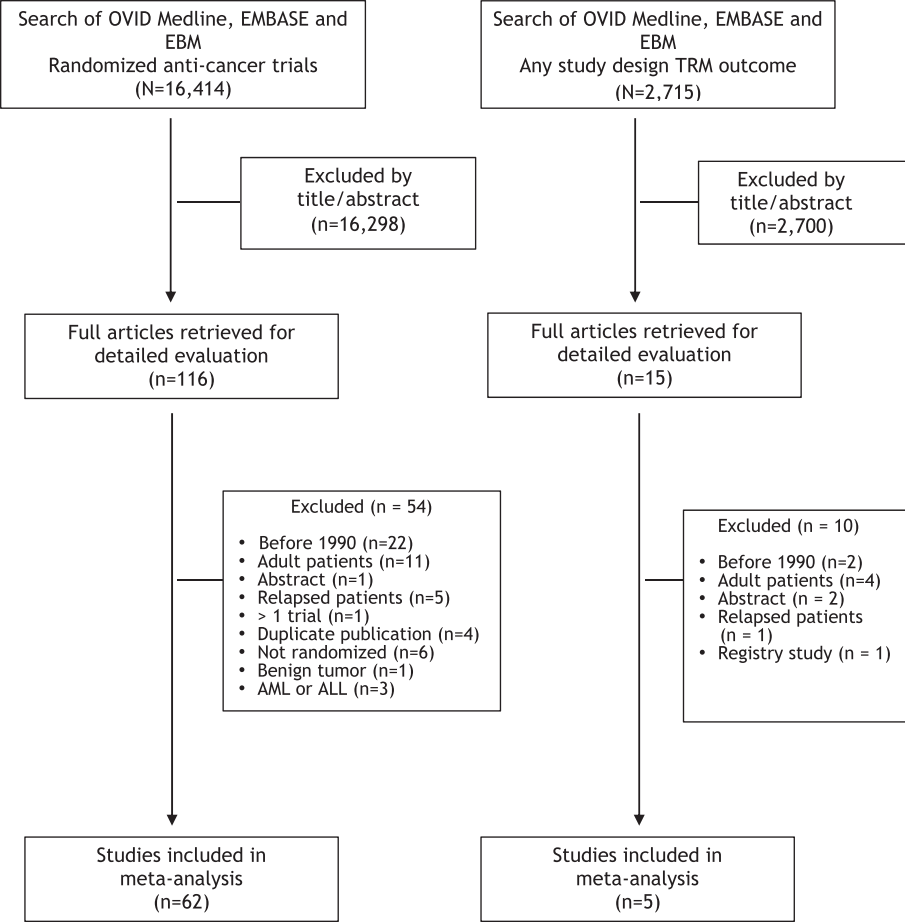 Search of OVID Medline, EMBASE and
EBM
Randomized anti-cancer trials
(N=16,414)
Search of OVID Medline, EMBASE and
EBM
Any study design TRM outcome
(N=2,715)
Excluded by
title/abstract
(n=16,298)
Excluded by
title/abstract
(n=2,700)
Full articles retrieved for
detailed evaluation
(n=116)
Full articles retrieved for
detailed evaluation
(n=15)
Excluded (n = 54)
• Before 1990 (n=22)
• Adult patients (n=11)
• Abstract (n=1)
• Relapsed patients (n=5)
• > 1 trial (n=1)
• Duplicate publication (n=4)
• Not randomized (n=6)
• Benign tumor (n=1)
• AML or ALL (n=3)
Excluded (n = 10)
• Before 1990 (n=2)
• Adult patients (n=4)
• Abstract (n = 2)
• Relapsed patients
(n = 1)
• Registry study (n = 1)
Studies included in
meta-analysis
(n=62)
Studies included in
meta-analysis
(n=5)